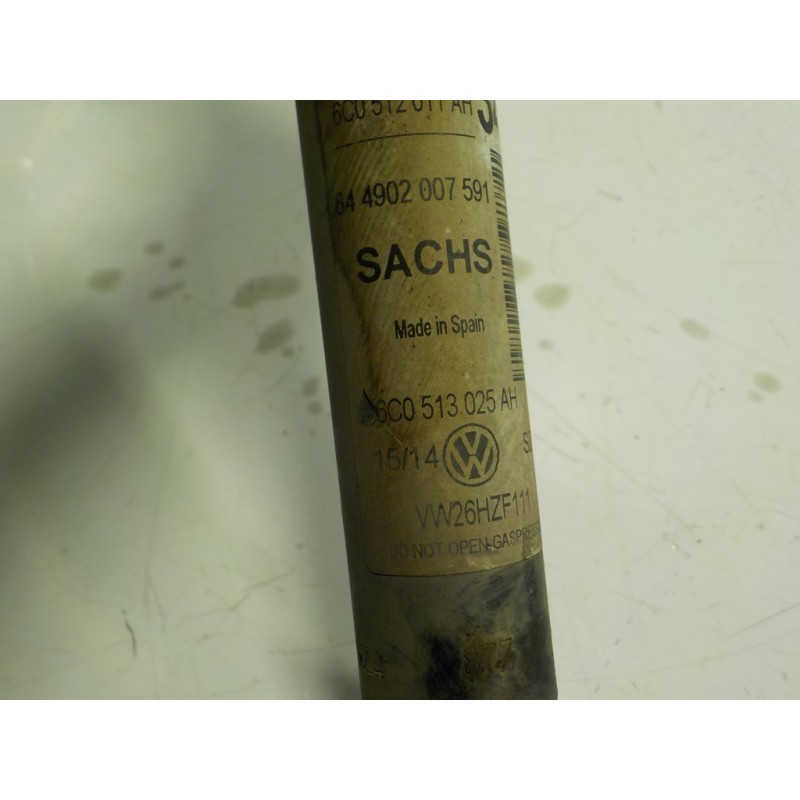 6C0 512 011 AH
84 4902 007 591
SACHS
Made in Spain
6C0 513 025 AH
15/14
VW26HZF111
DO NOT OPEN-GASPRESS